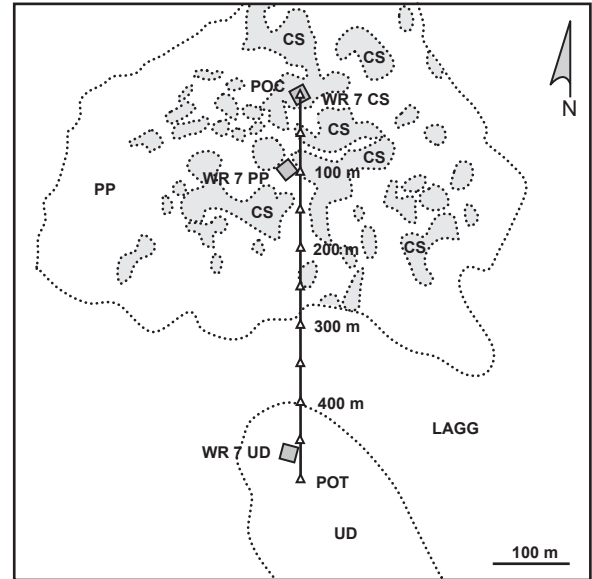 CS
CS
N
POC
WR 7 CS
CS
CS
WR 7 PP
100 m
PP
CS
200 m
CS
300 m
400 m
LAGG
WR 7 UD
POT
UD
100 m